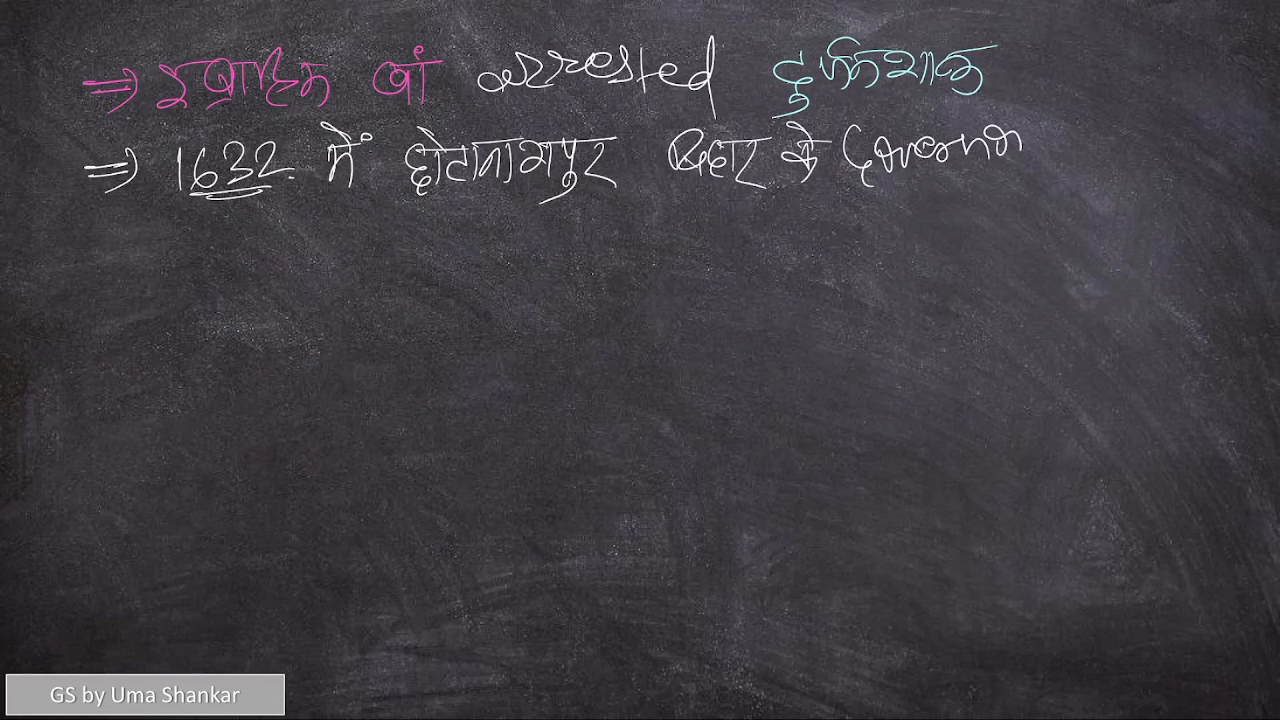 ⇒ इब्राहिम खां arrested दुर्जनशाल
⇒ 1632 में छोटानागपुर बिहार के
GS by Uma Shankar